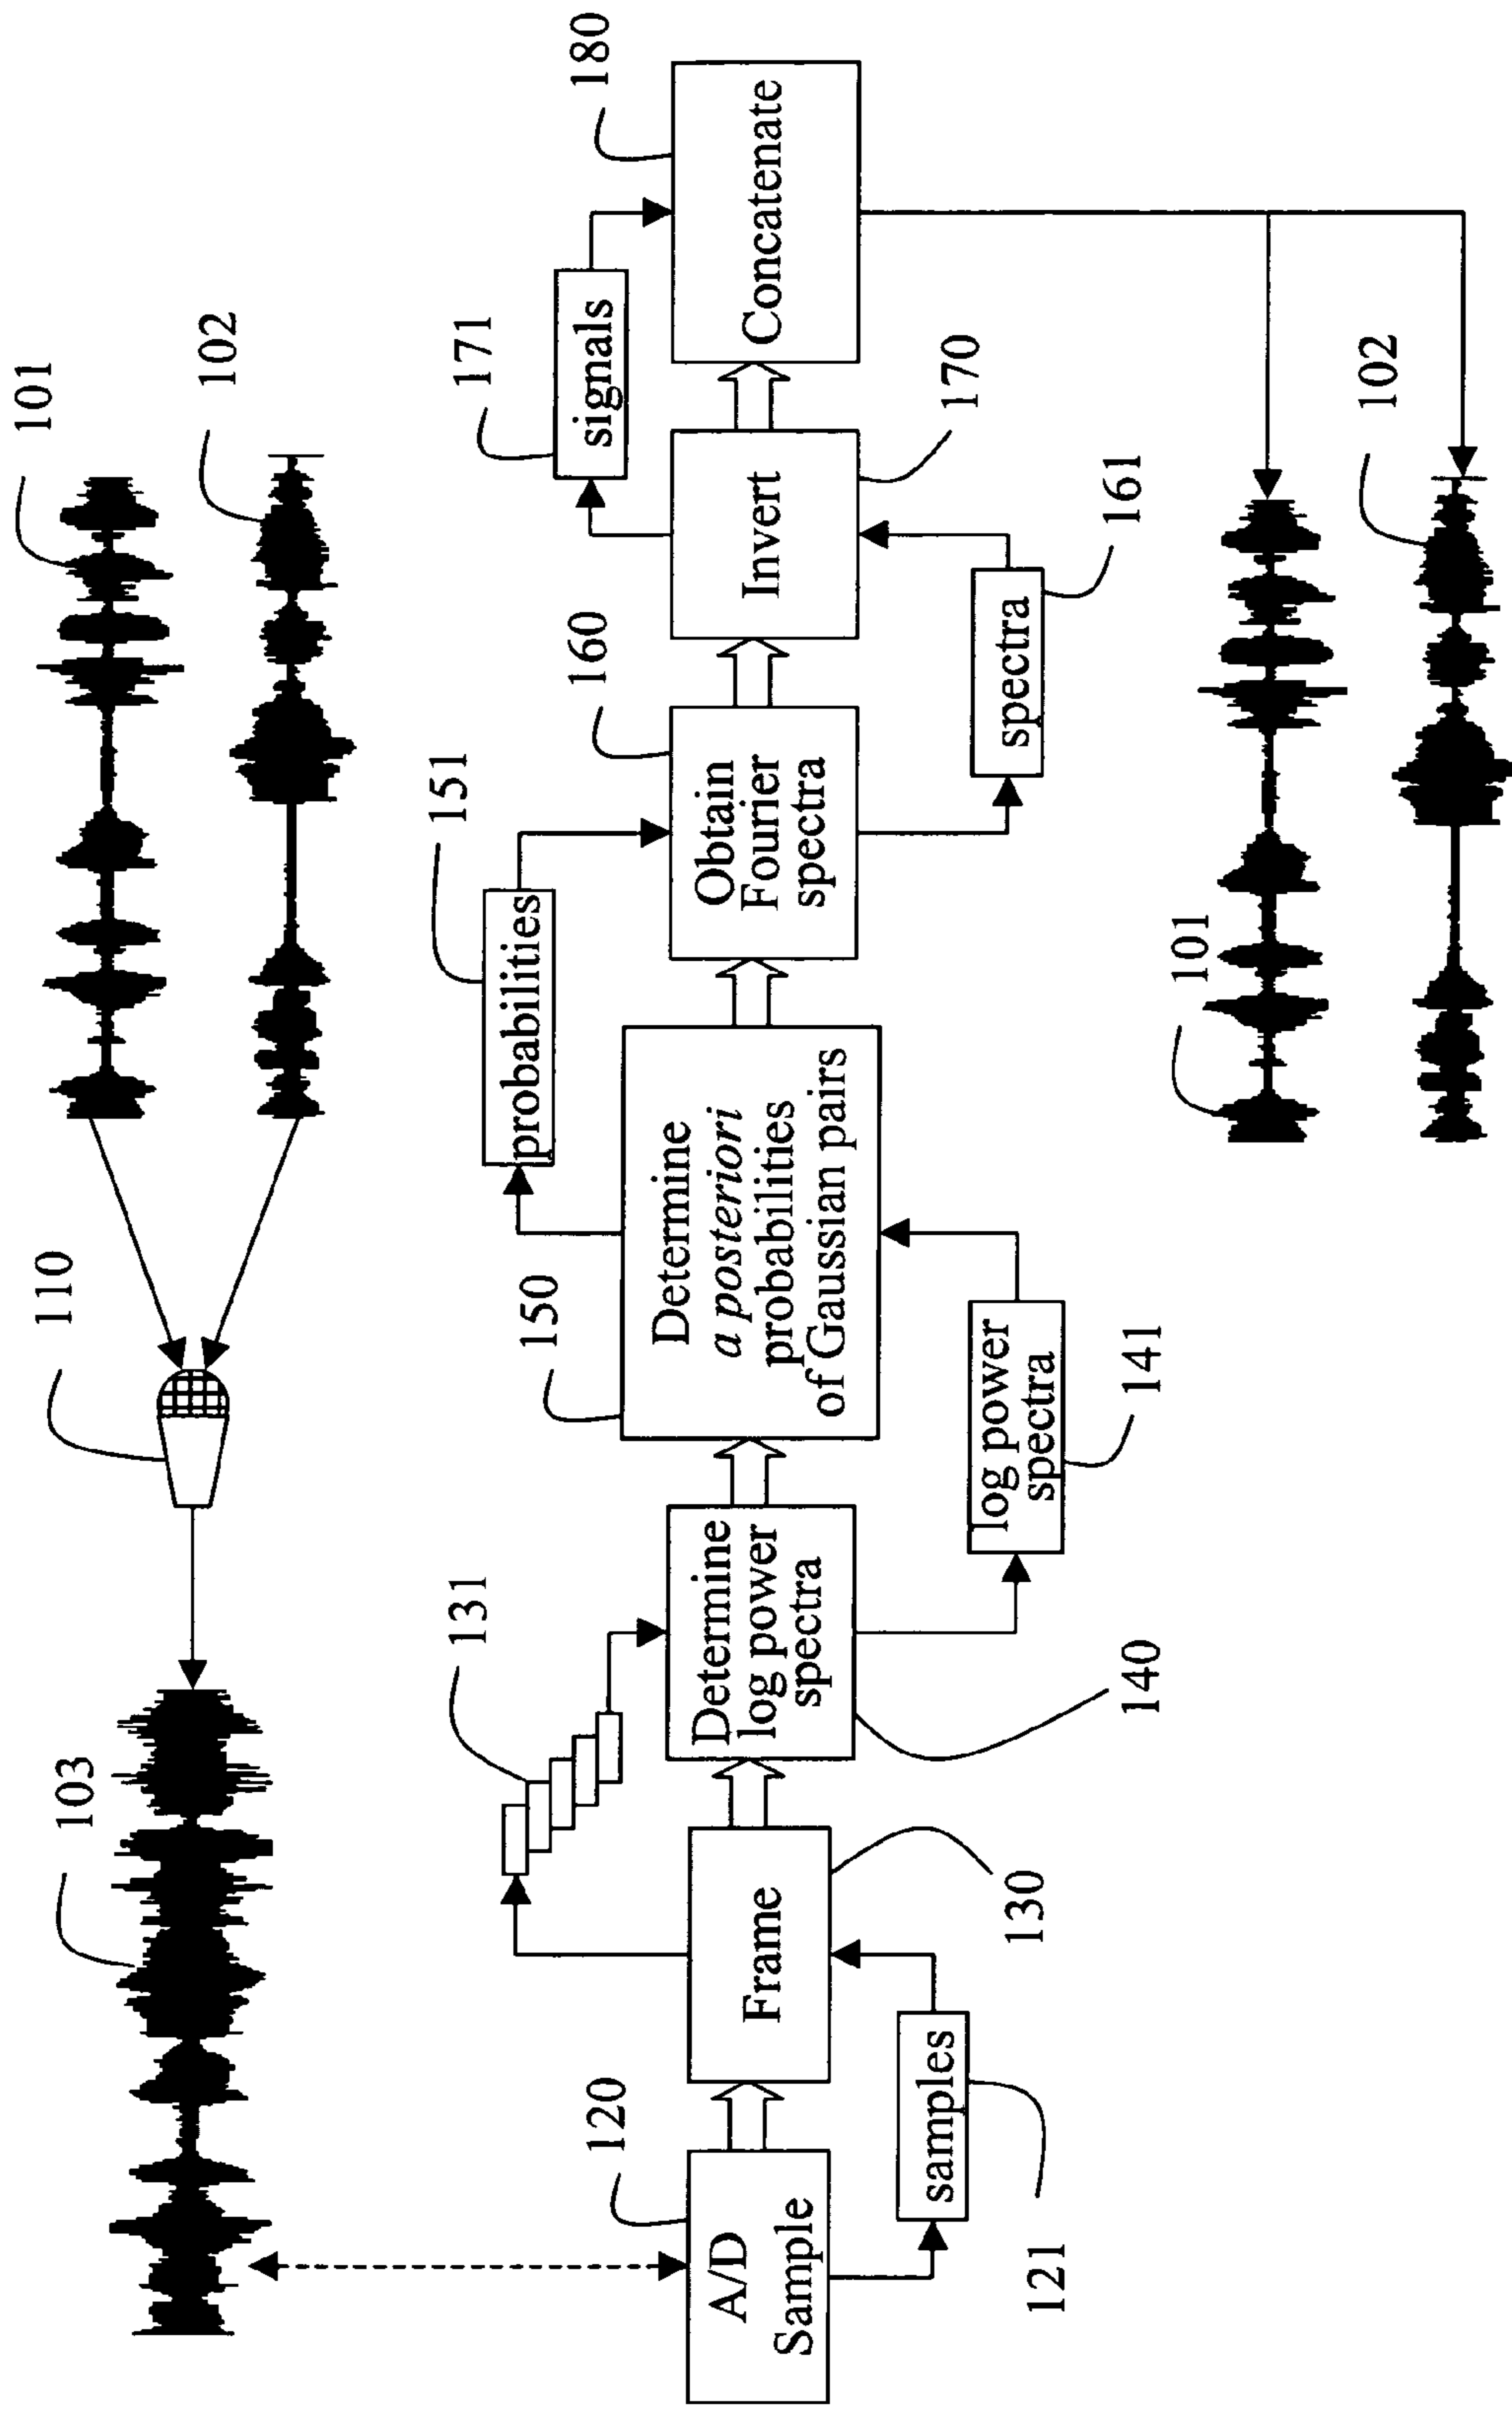 101
102
110
103
180
171
signals
Concatenate
170
Invert
161
spectra
160
Obtain
Fourier
spectra
151
probabilities
150
Determine
a posteriori
probabilities
of Gaussian pairs
log power
spectra
141
131
Determine
log power
spectra
140
Frame
130
120
A/D
Sample
samples
121
101
102